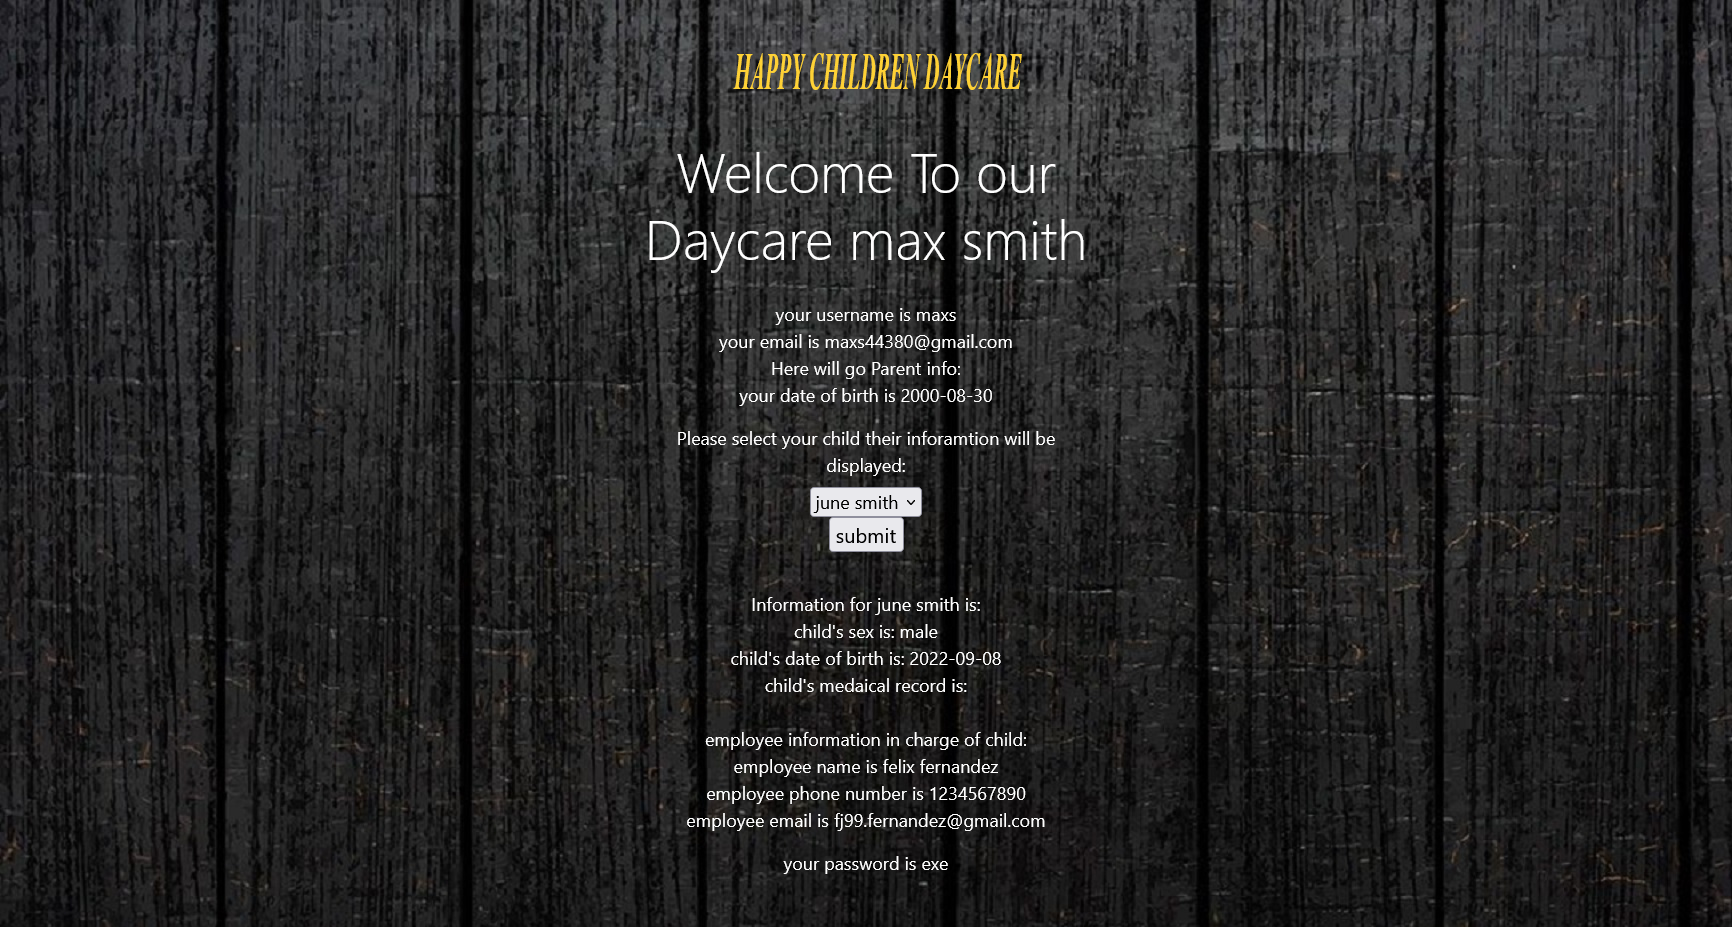 HAPPY CHILDREN DAYCARE
Welcome To our
Daycare max smith
your username is maxs
your email is maxs44380@gmail.com
Here will go Parent info:
your date of birth is 2000-08-30
Please select your child their inforamtion will be
displayed:
june smith
submit
Information for june smith is:
child's sex is: male
child's date of birth is: 2022-09-08
child's medaical record is:
employee information in charge of child:
employee name is felix fernandez
employee phone number is 1234567890
employee email is fj99.fernandez@gmail.com
your password is exe